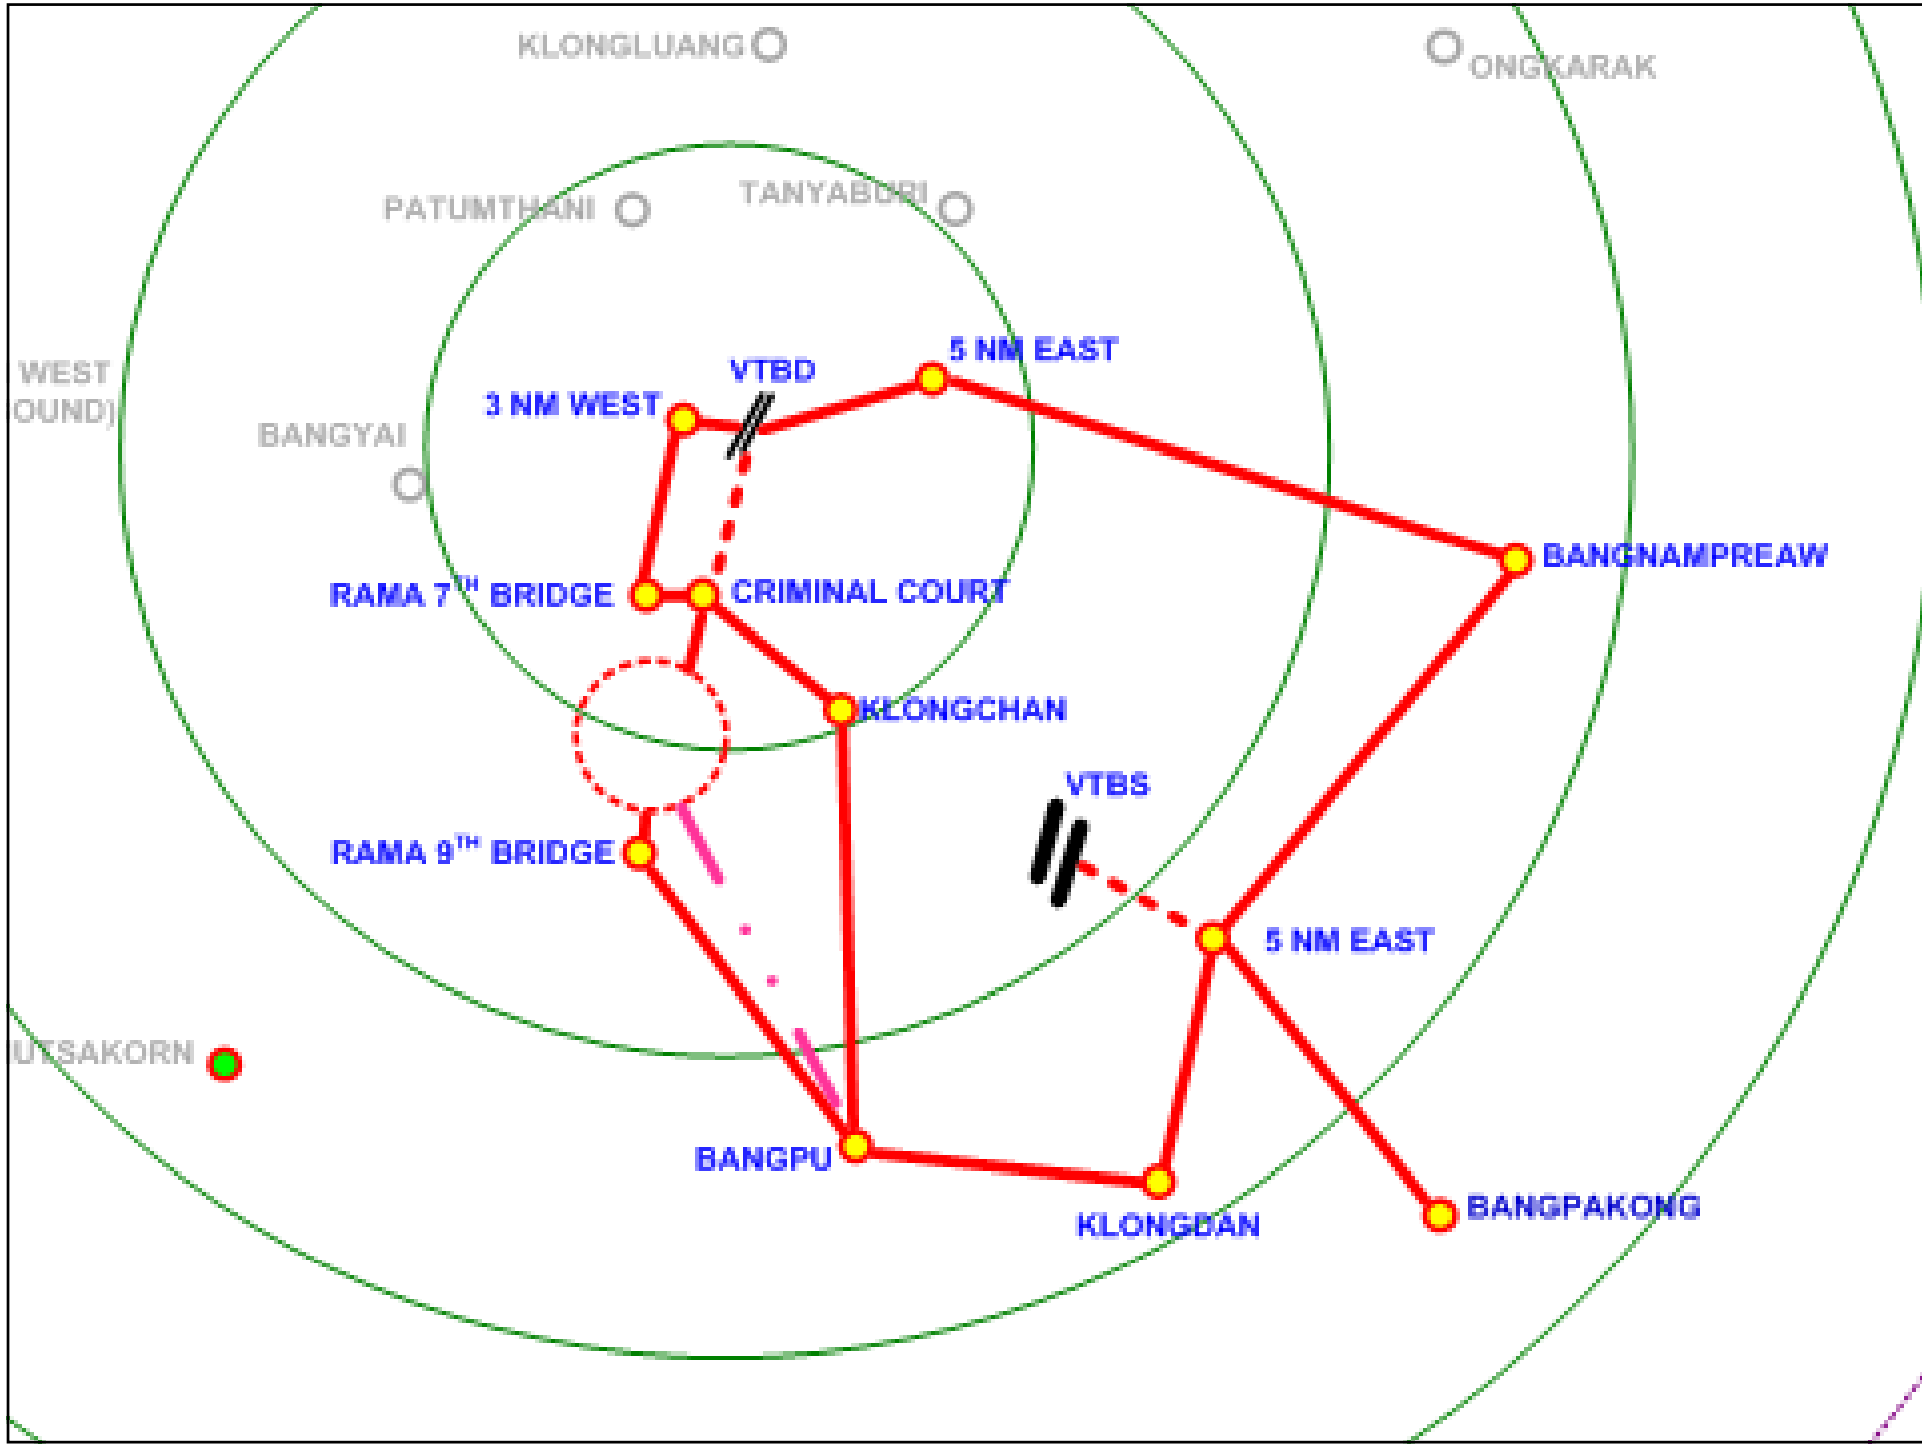 KLONGLUANG
ONGKARAK
PATUMTHANI
TANYABURI
5 NM EAST
VTBD
WEST
OUND)
3 NM WEST
BANGYAI
BANGNAMPREAW
RAMA 7TH BRIDGE
CRIMINAL COURT
KLONGCHAN
VTBS
RAMA 9TH BRIDGE
5 NM EAST
UTSAKORN
BANGPU
BANGPAKONG
KLONGDAN